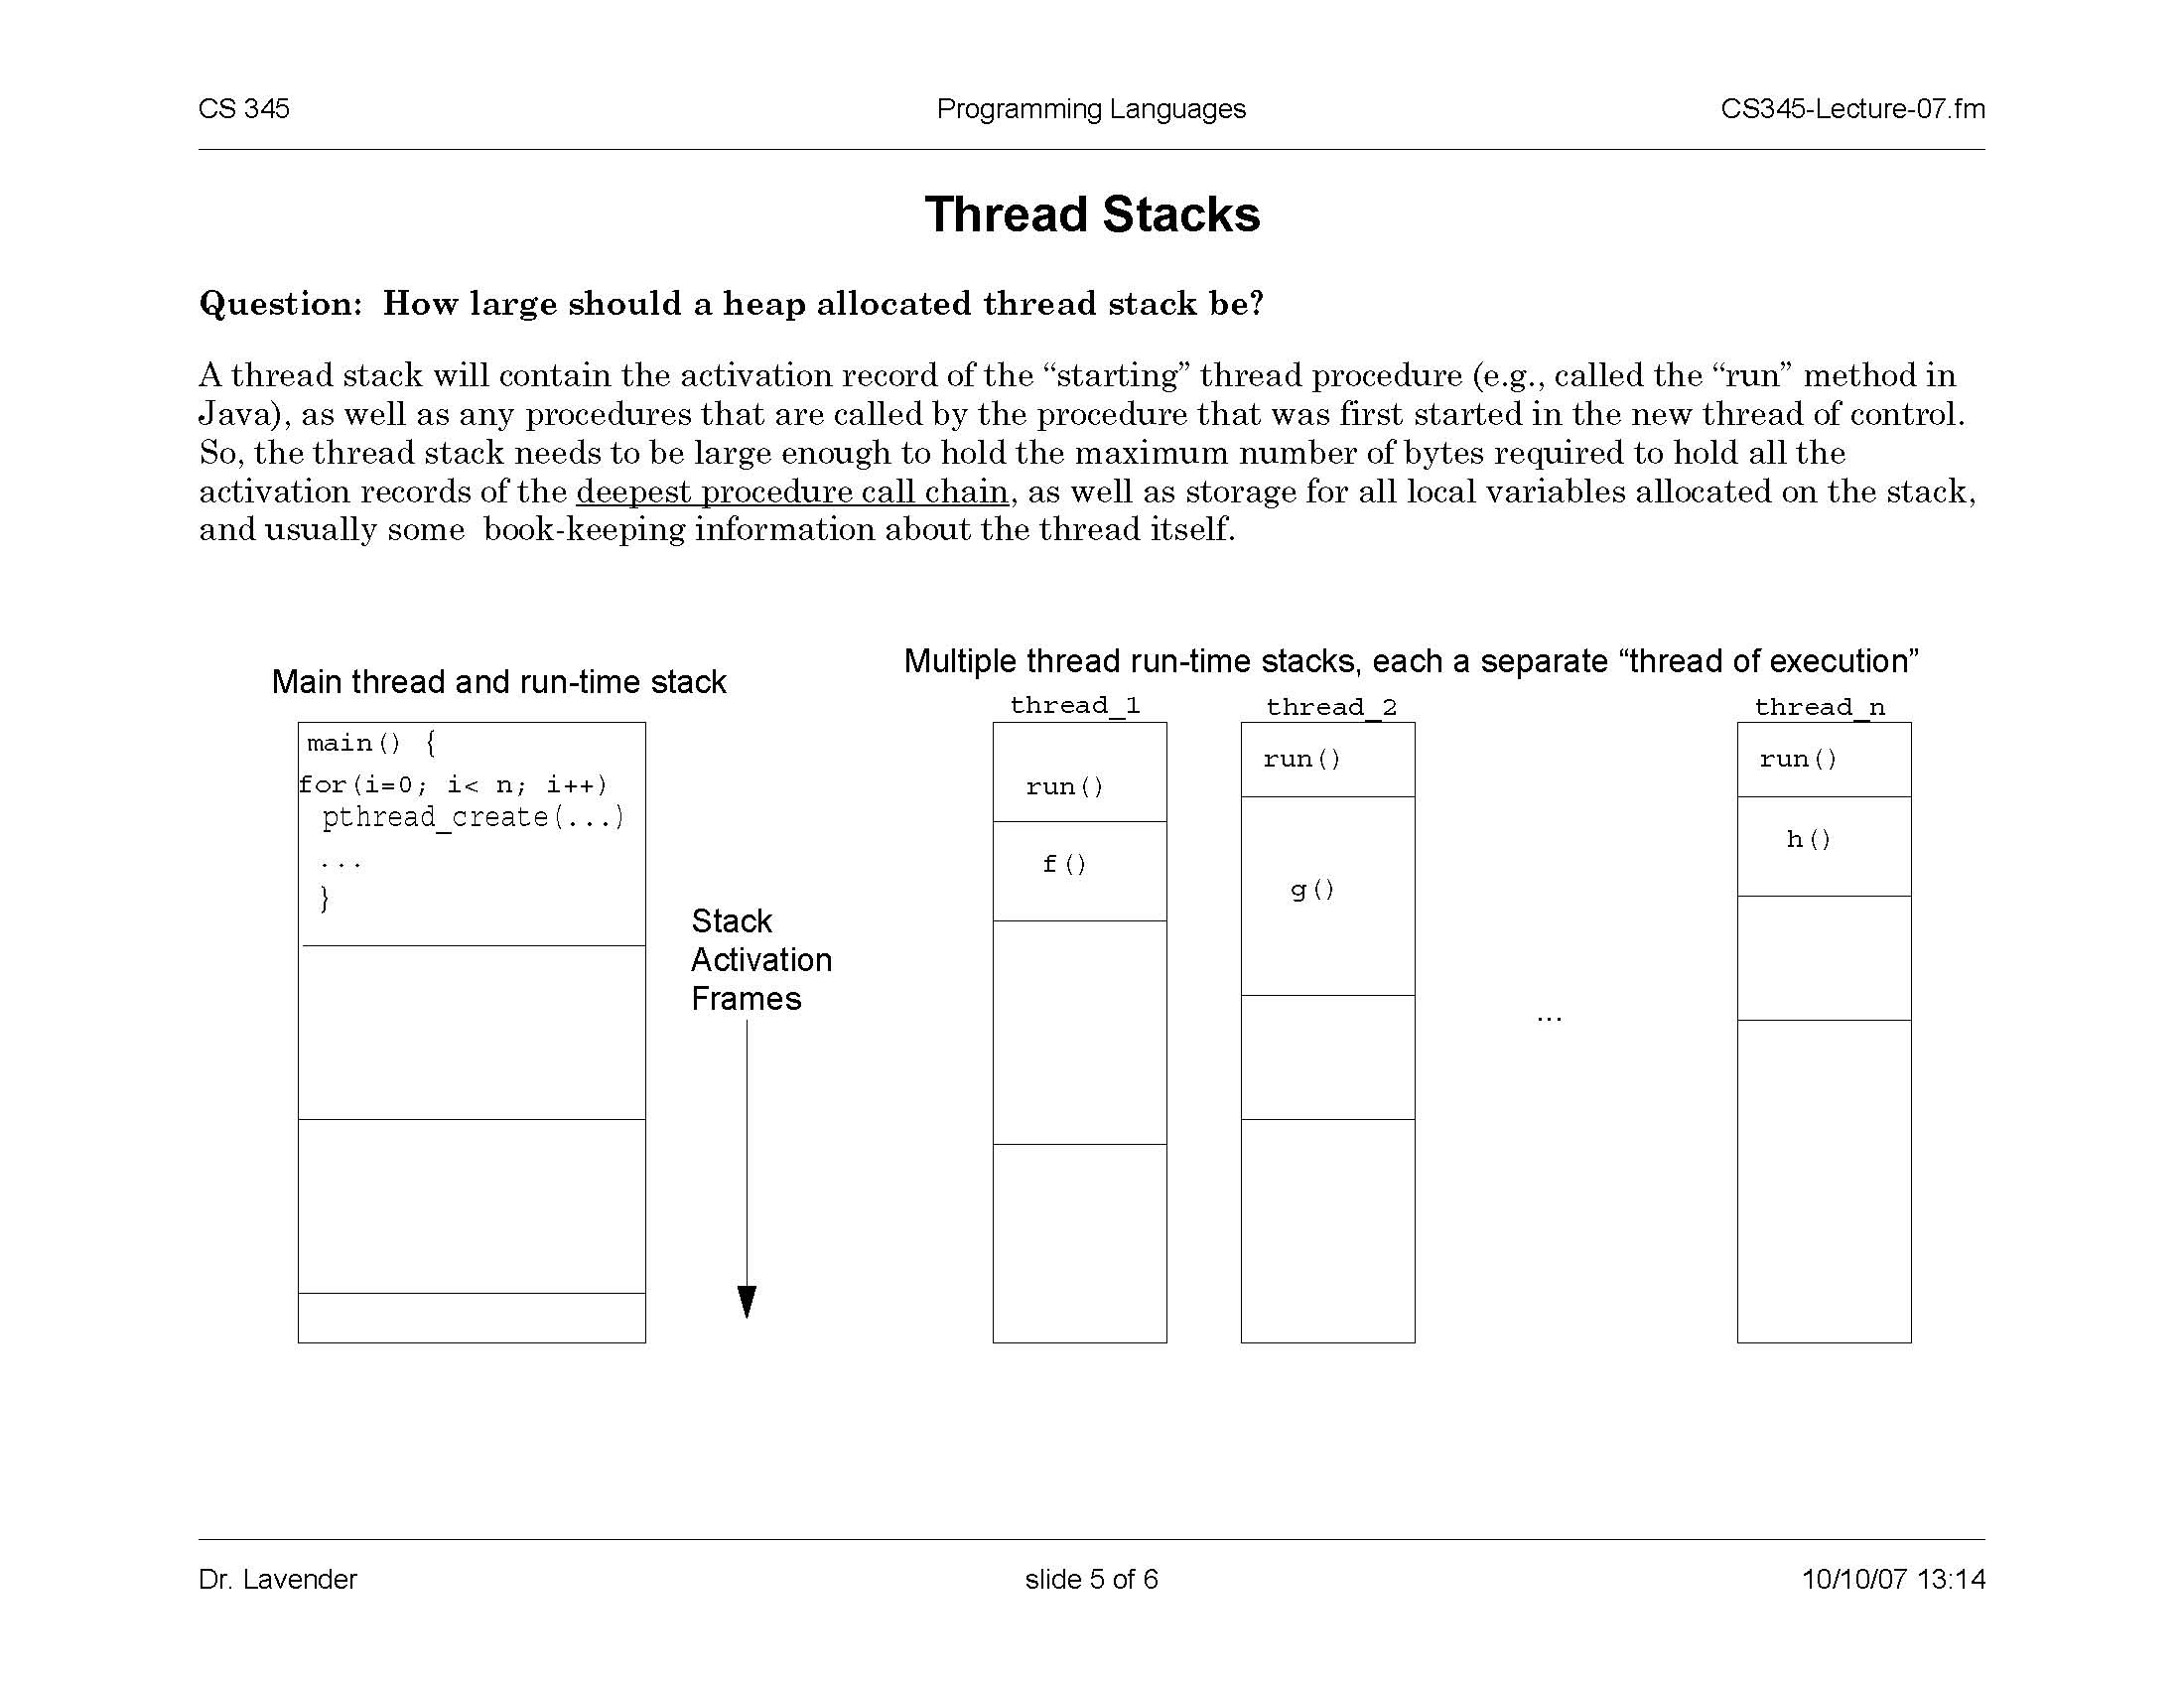 CS 345 Programming Languages CS345-Lecture-07.fm
Thread Stacks
Question:  How large should a heap allocated thread stack be?
A thread stack will contain the activation record of the “starting” thread procedure (e.g., called the “run” method in
Java), as well as any procedures that are called by the procedure that was first started in the new thread of control.
So, the thread stack needs to be large enough to hold the maximum number of bytes required to hold all the
activation records of the deepest procedure call chain, as well as storage for all local variables allocated on the stack,
and usually some  book-keeping information about the thread itself.
Main thread and run-time stack
main() {
for(i=0; i< n; i++)
pthread_create(...)
...
}
Stack
Activation
Frames
Multiple thread run-time stacks, each a separate “thread of execution”
thread_1
run()
f()
thread_2
run()
g()
...
thread_n
run()
h()
Dr. Lavender slide 5 of 6 10/10/07 13:14